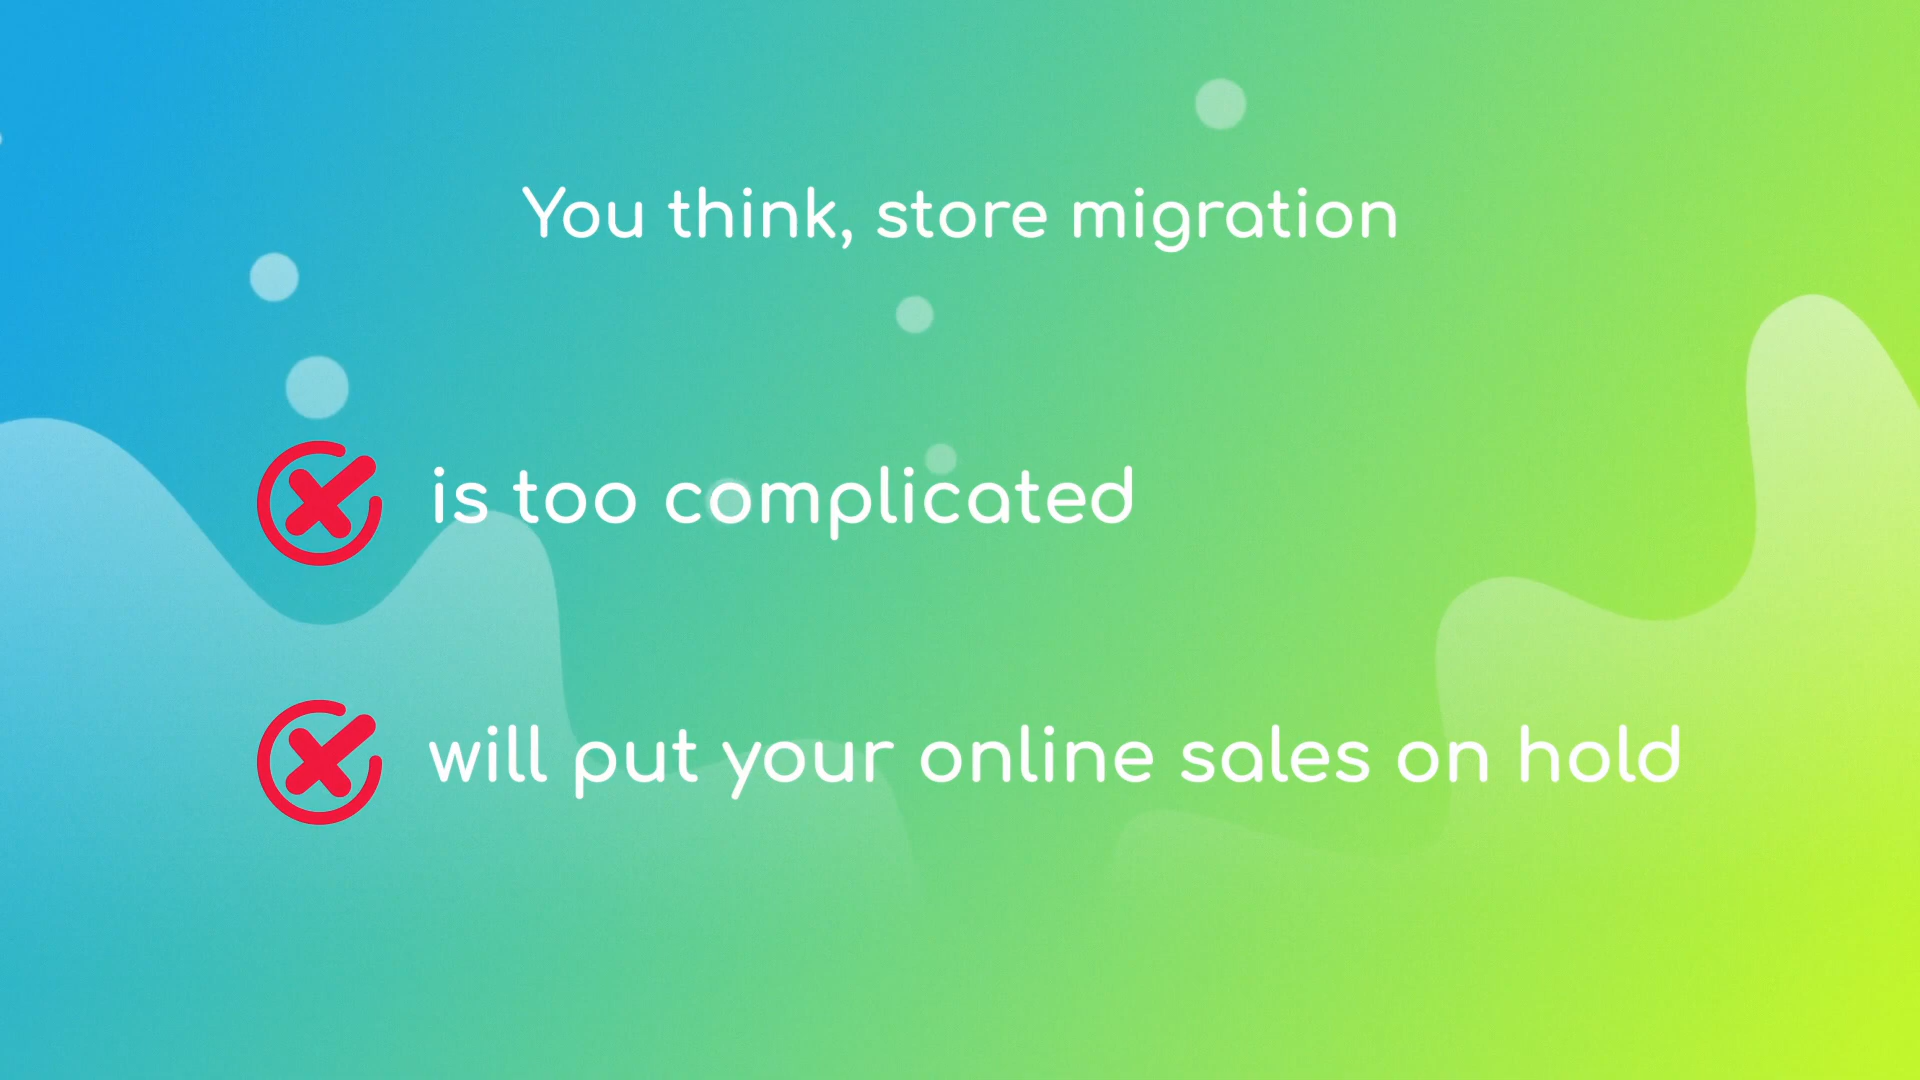 You think, store migration
is too complicated
will put your online sales on hold